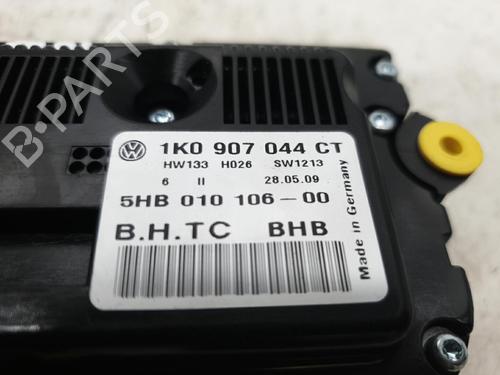 B-PARTS
1K0 907 044 CT
HW133 H026 SW1213
6 II 28.05.09
5HB 010 106-00
B.H.TC BHB
Made in Germany